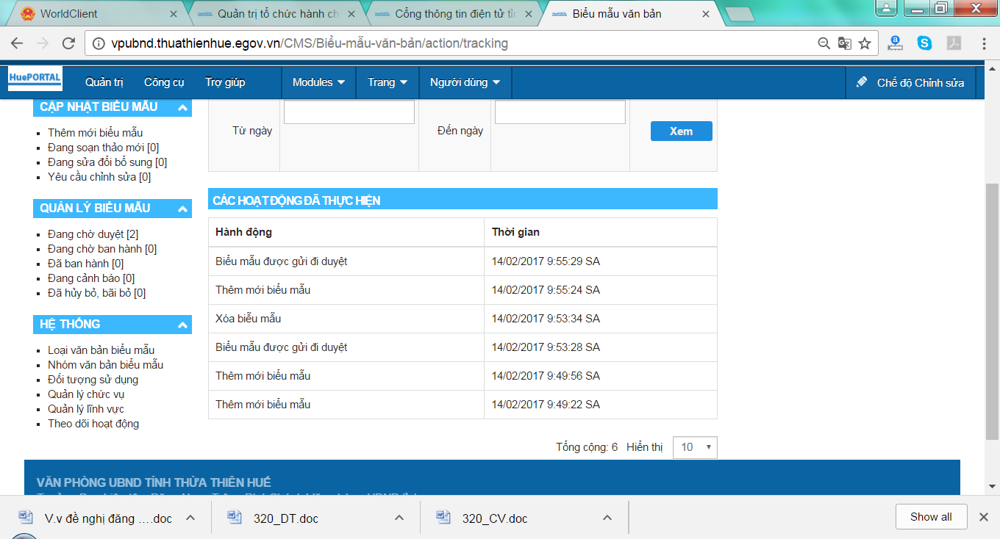 WorldClient
Quản trị tổ chức hành ch
Cổng thông tin điện tử tỉn
Biểu mẫu văn bản
vpubnd.thuathienhue.egov.vn/CMS/Biểu-mẫu-văn-bản/action/tracking
HuePORTAL
Quản trị
Công cụ
Trợ giúp
Modules
Trang
Người dùng
Chế độ Chỉnh sửa
CẬP NHẬT BIỂU MẪU
Thêm mới biểu mẫu
Đang soạn thảo mới [0]
Đang sửa đổi bổ sung [0]
Yêu cầu chỉnh sửa [0]
QUẢN LÝ BIỂU MẪU
Đang chờ duyệt [2]
Đang chờ ban hành [0]
Đã ban hành [0]
Đang cảnh báo [0]
Đã hủy bỏ, bãi bỏ [0]
HỆ THỐNG
Loại văn bản biểu mẫu
Nhóm văn bản biểu mẫu
Đối tượng sử dụng
Quản lý chức vụ
Quản lý lĩnh vực
Theo dõi hoạt động
Từ ngày
Đến ngày
Xem
CÁC HOẠT ĐỘNG ĐÃ THỰC HIỆN
Hành động Thời gian
Biểu mẫu được gửi đi duyệt 14/02/2017 9:55:29 SA
Thêm mới biểu mẫu 14/02/2017 9:55:24 SA
Xóa biểu mẫu 14/02/2017 9:53:34 SA
Biểu mẫu được gửi đi duyệt 14/02/2017 9:53:28 SA
Thêm mới biểu mẫu 14/02/2017 9:49:56 SA
Thêm mới biểu mẫu 14/02/2017 9:49:22 SA
Tổng cộng: 6 Hiển thị 10
VĂN PHÒNG UBND TỈNH THỪA THIÊN HUẾ
V.v đề nghị đăng ....doc
320_DT.doc
320_CV.doc
Show all